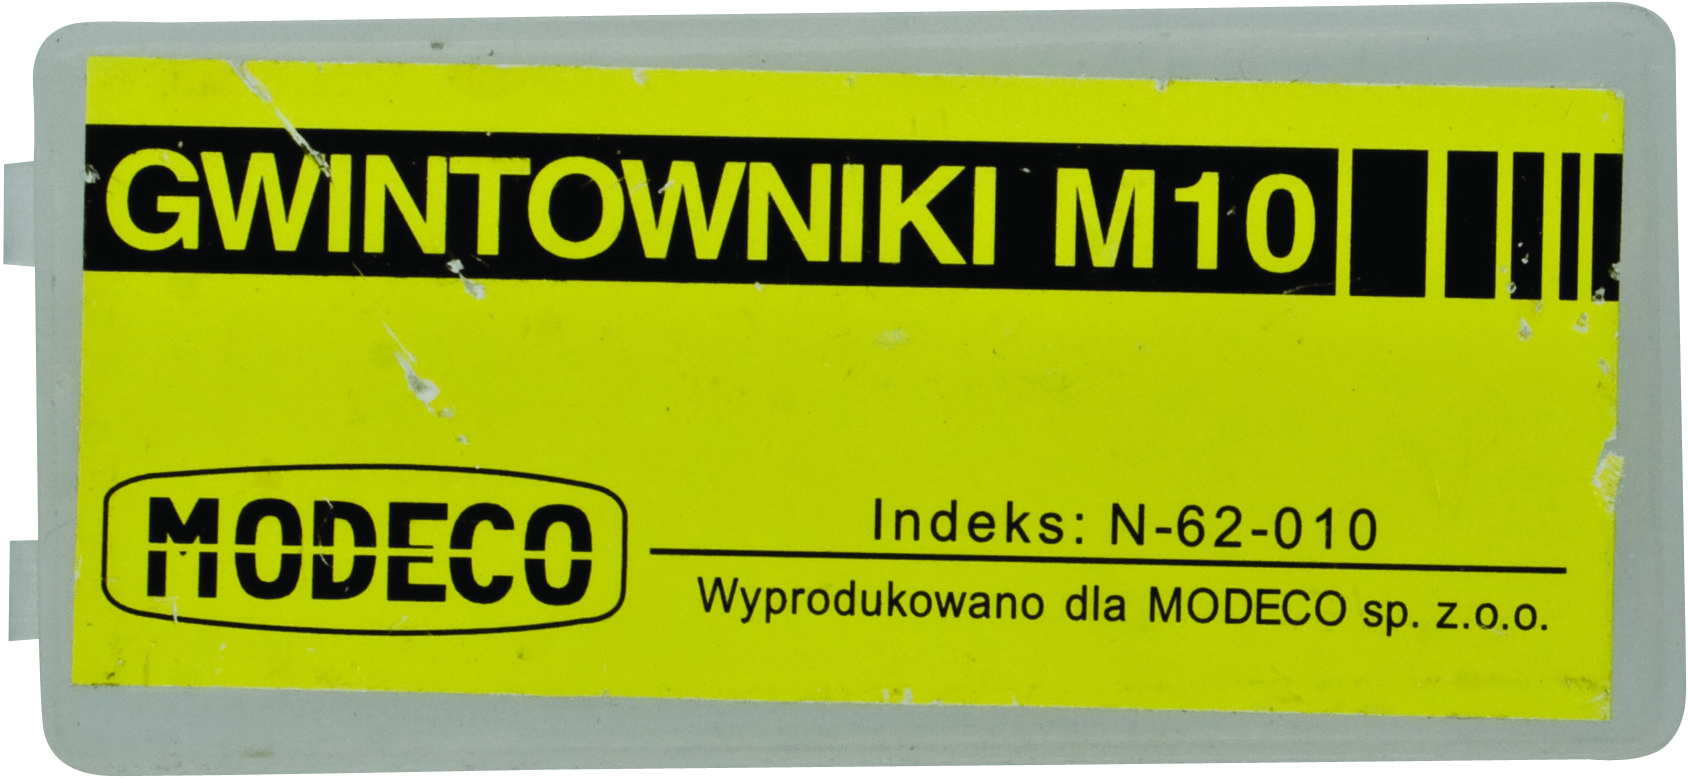 GWINTOWNIKI M10
MODECO
Indeks: N-62-010
Wyprodukowano dla MODECO sp. z.o.o.